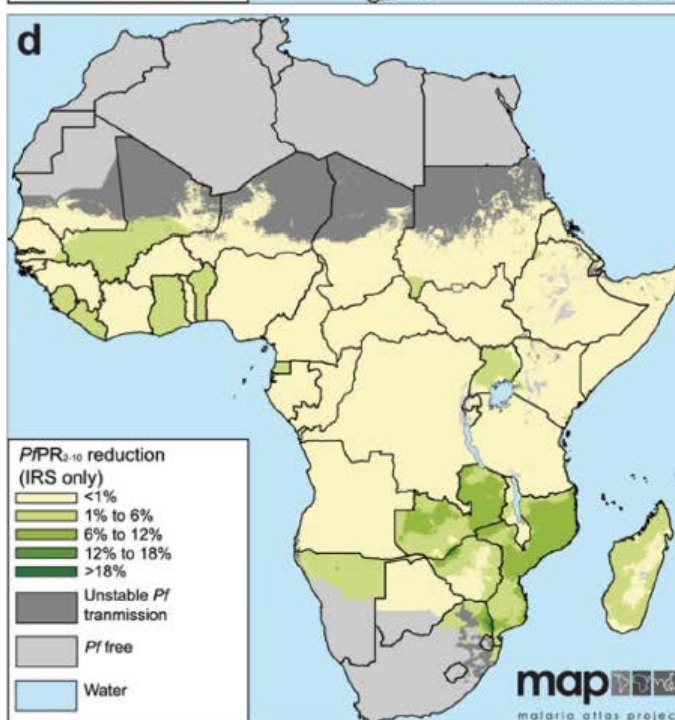 d
PfPR2-10 reduction
(IRS only)
<1%
1% to 6%
6% to 12%
12% to 18%
>18%
Unstable Pf
tranmission
Pf free
Water
map
malaria atlas project